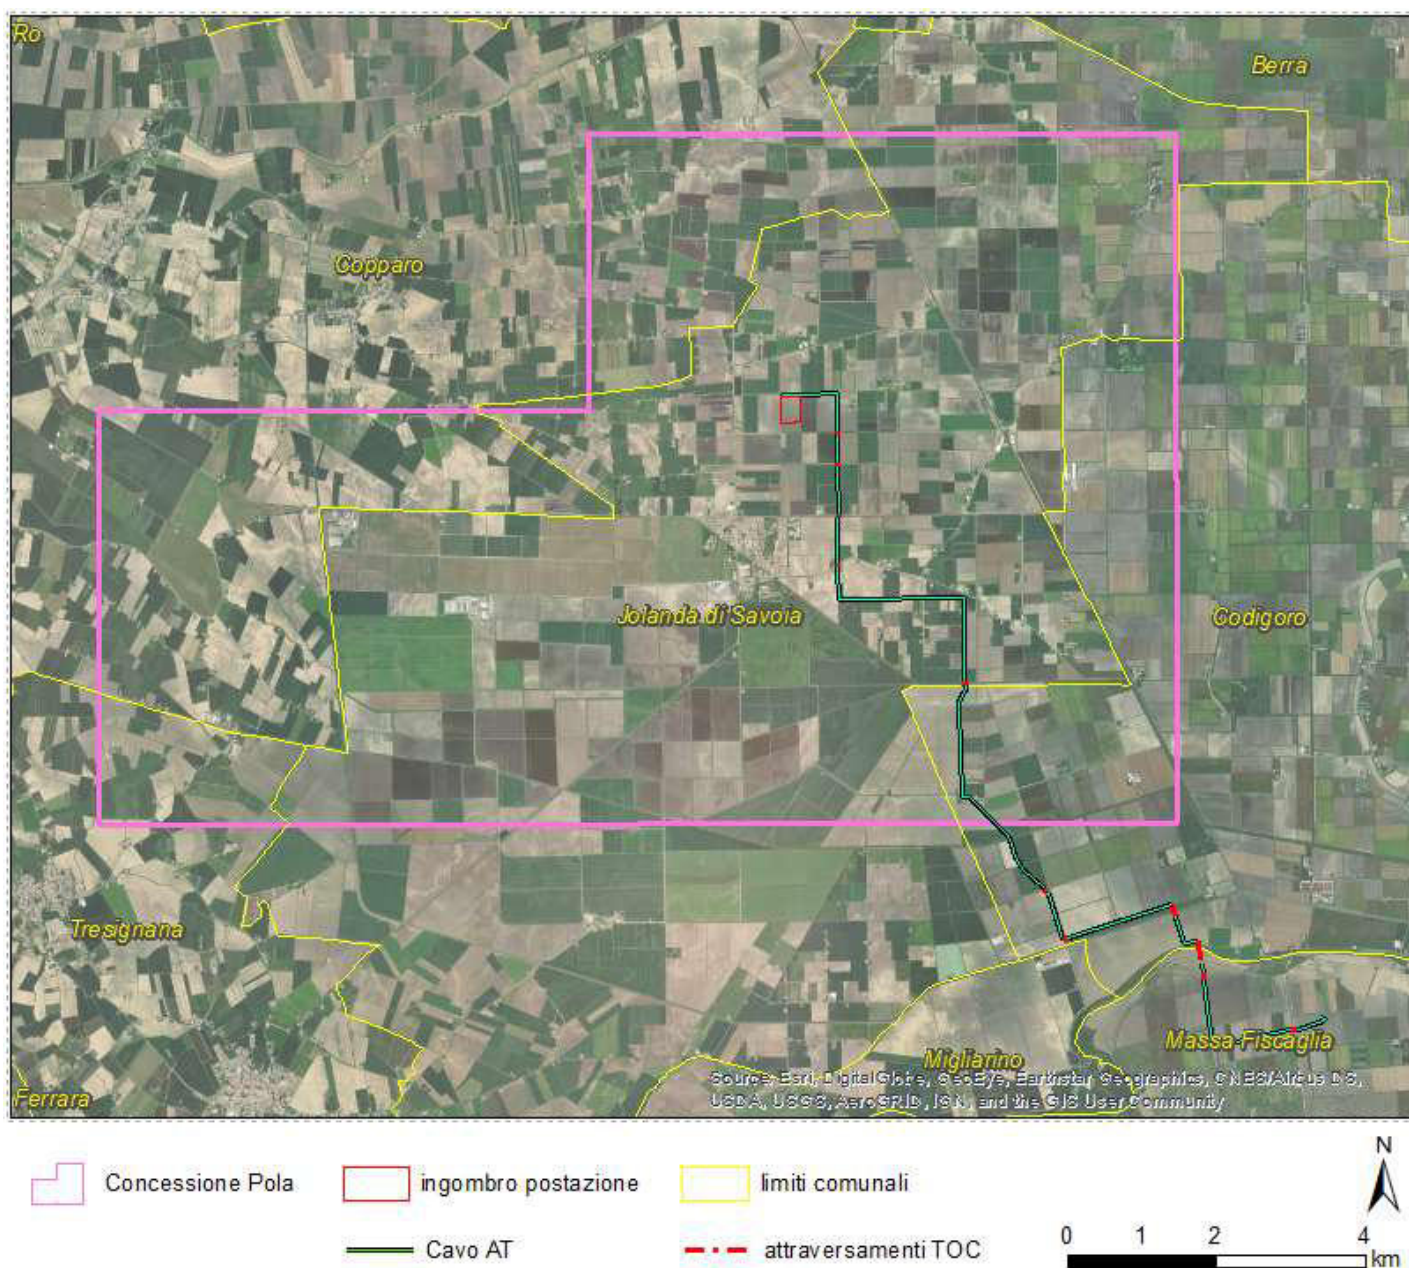 Ro
Berra
Copparo
Jolanda di Savoia
Codigoro
Tresignana
Massa Fiscaglia
Migliarino
Ferrara
Source: Esri, DigitalGlobe, GeoEye, Earthstar Geographics, CNES/Airbus DS,
USDA, USGS, AeroGRID, IGN, and the GIS User Community
Concessione Pola
ingombro postazione
limiti comunali
N
Cavo AT
attraversamenti TOC
0 1 2 4
km